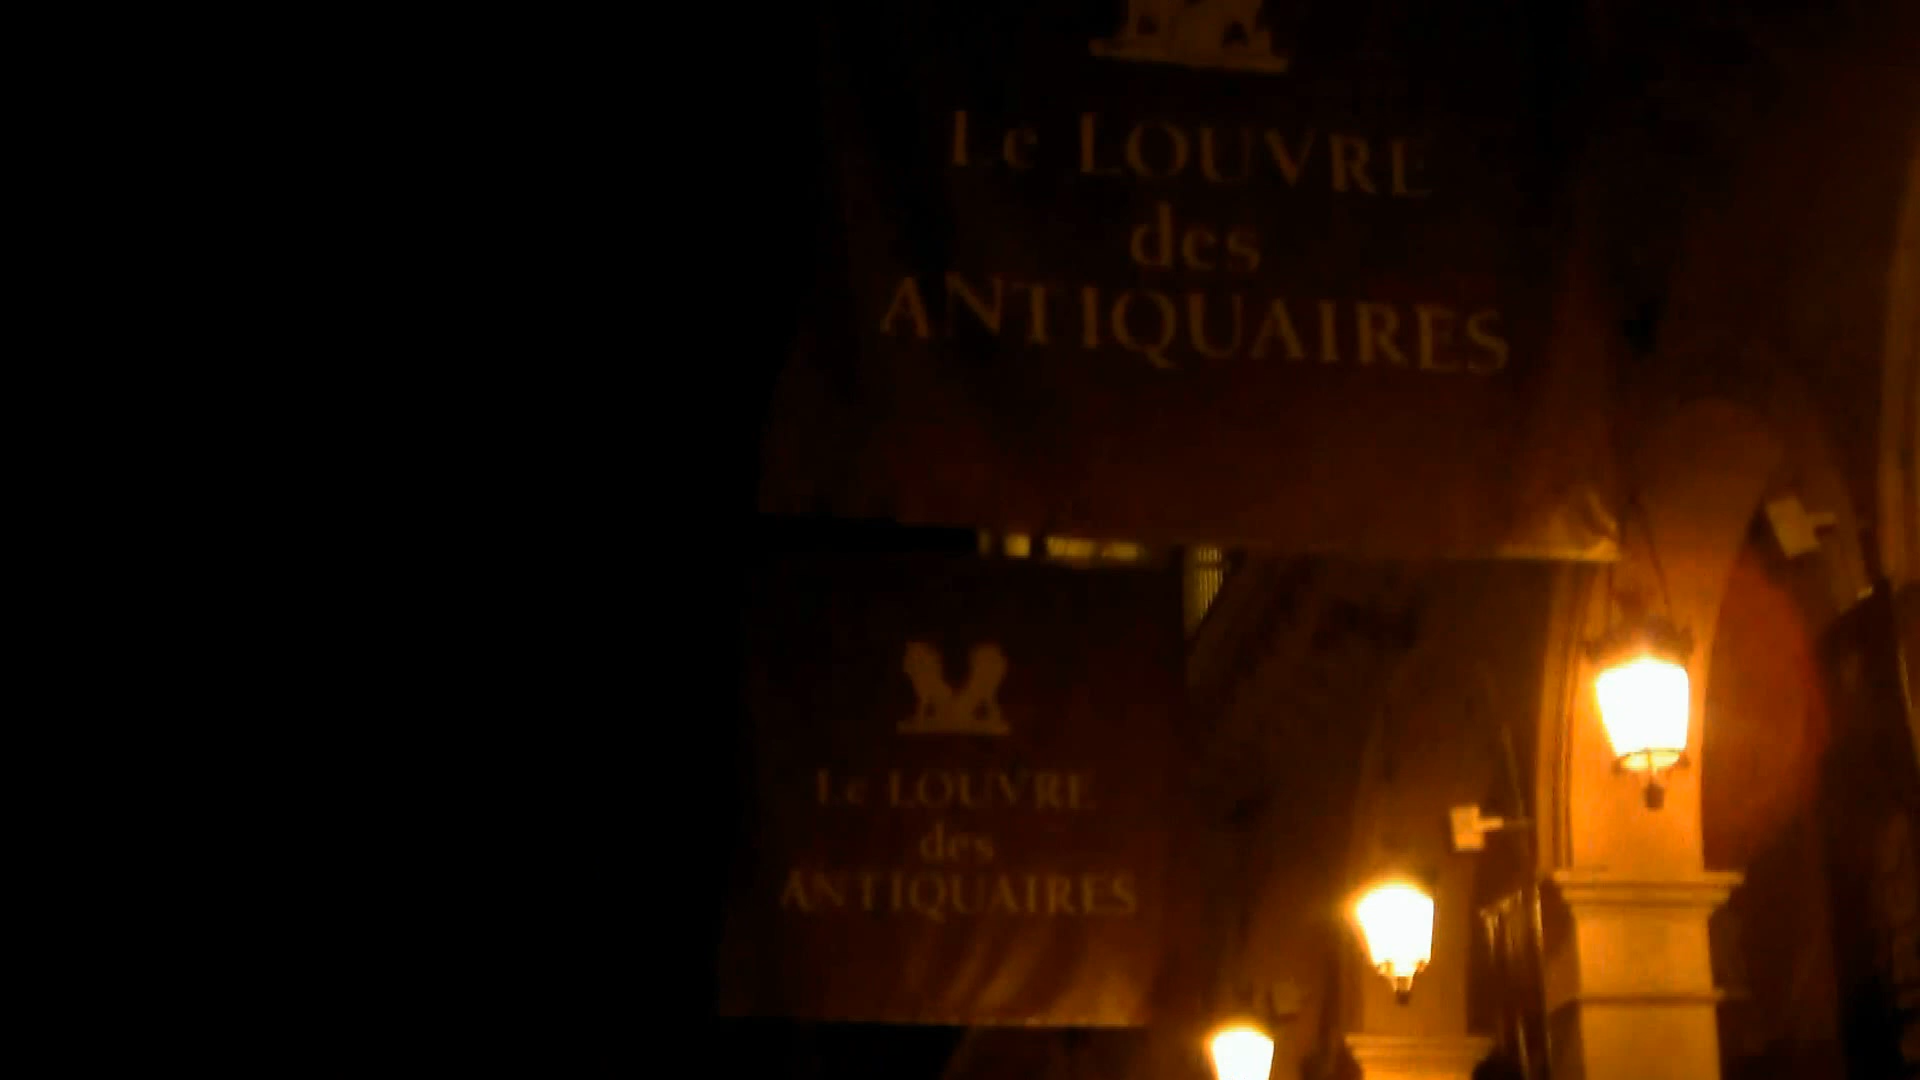 Le LOUVRE
des
ANTIQUAIRES
Le LOUVRE
des
ANTIQUAIRES